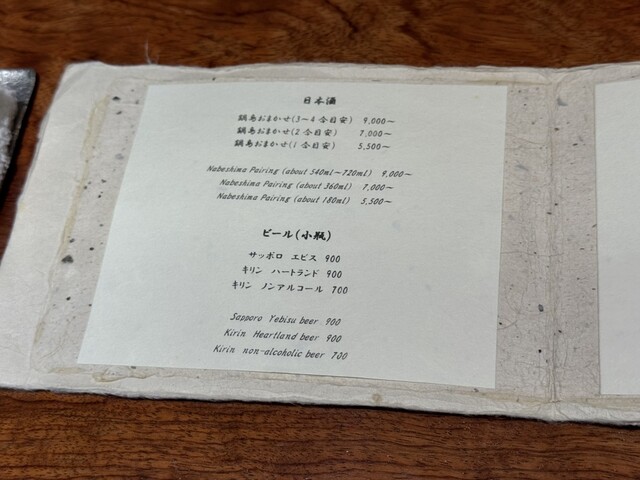 日本酒
鍋島おまかせ(3～4合目安) 9,000～
鍋島おまかせ(2合目安) 7,000～
鍋島おまかせ(1合目安) 5,500～
Nabeshima Pairing (about 540ml～720ml) 9,000～
Nabeshima Pairing (about 360ml) 7,000～
Nabeshima Pairing (about 180ml) 5,500～
ビール(小瓶)
サッポロ エビス 900
キリン ハートランド 900
キリン ノンアルコール 700
Sapporo Yebisu beer 900
Kirin Heartland beer 900
Kirin non-alcoholic beer 700